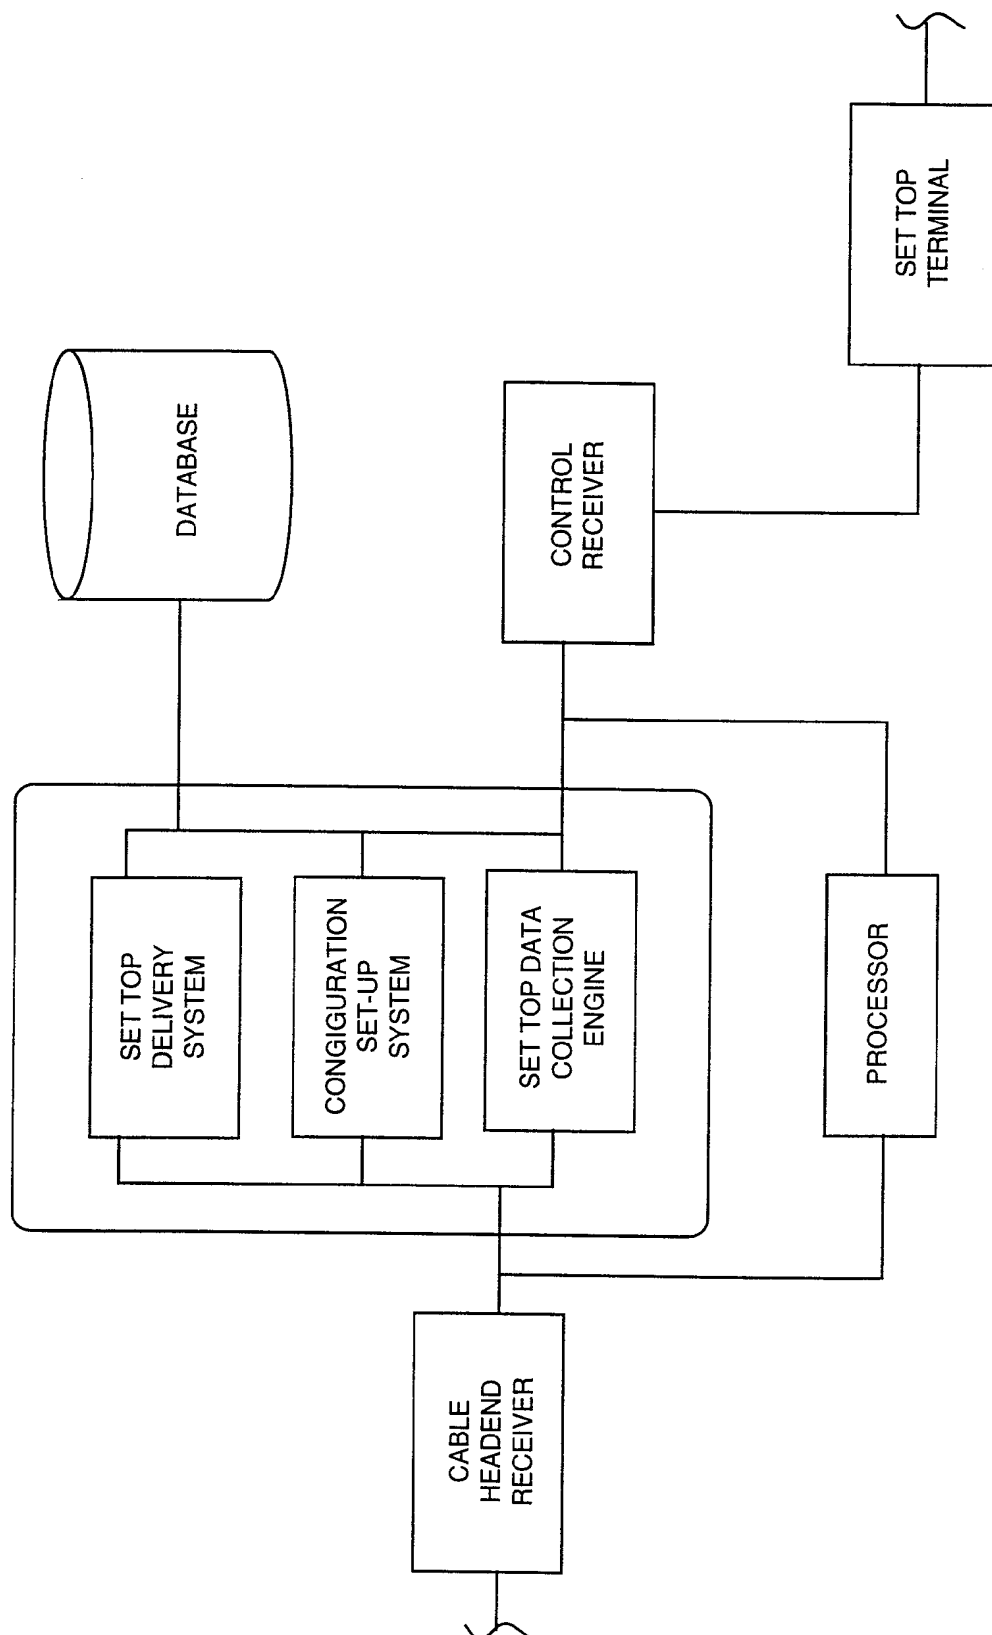 DATABASE
SET TOP
DELIVERY
SYSTEM
CONGIGURATION
SET-UP
SYSTEM
SET TOP DATA
COLLECTION
ENGINE
CABLE
HEADEND
RECEIVER
CONTROL
RECEIVER
PROCESSOR
SET TOP
TERMINAL